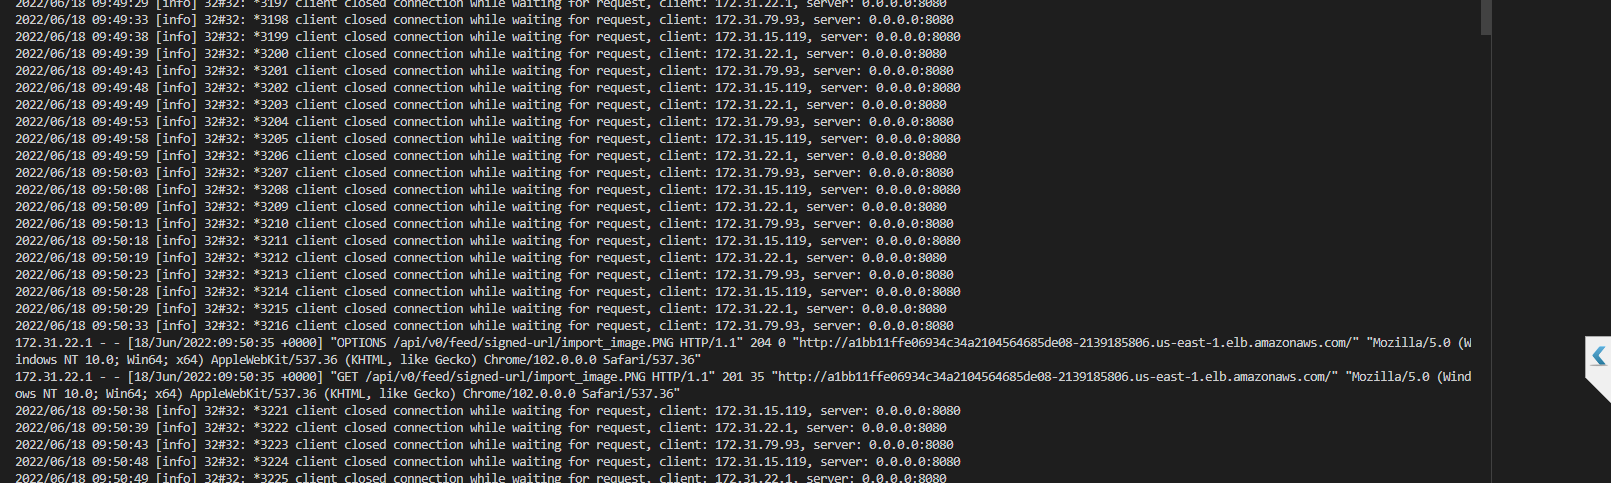 2022/06/18 09:49:29 [info] 32#32: *3197 client closed connection while waiting for request, client: 172.31.22.1, server: 0.0.0.0:8080
2022/06/18 09:49:33 [info] 32#32: *3198 client closed connection while waiting for request, client: 172.31.79.93, server: 0.0.0.0:8080
2022/06/18 09:49:38 [info] 32#32: *3199 client closed connection while waiting for request, client: 172.31.15.119, server: 0.0.0.0:8080
2022/06/18 09:49:39 [info] 32#32: *3200 client closed connection while waiting for request, client: 172.31.22.1, server: 0.0.0.0:8080
2022/06/18 09:49:43 [info] 32#32: *3201 client closed connection while waiting for request, client: 172.31.79.93, server: 0.0.0.0:8080
2022/06/18 09:49:48 [info] 32#32: *3202 client closed connection while waiting for request, client: 172.31.15.119, server: 0.0.0.0:8080
2022/06/18 09:49:49 [info] 32#32: *3203 client closed connection while waiting for request, client: 172.31.22.1, server: 0.0.0.0:8080
2022/06/18 09:49:53 [info] 32#32: *3204 client closed connection while waiting for request, client: 172.31.79.93, server: 0.0.0.0:8080
2022/06/18 09:49:58 [info] 32#32: *3205 client closed connection while waiting for request, client: 172.31.15.119, server: 0.0.0.0:8080
2022/06/18 09:49:59 [info] 32#32: *3206 client closed connection while waiting for request, client: 172.31.22.1, server: 0.0.0.0:8080
2022/06/18 09:50:03 [info] 32#32: *3207 client closed connection while waiting for request, client: 172.31.79.93, server: 0.0.0.0:8080
2022/06/18 09:50:08 [info] 32#32: *3208 client closed connection while waiting for request, client: 172.31.15.119, server: 0.0.0.0:8080
2022/06/18 09:50:09 [info] 32#32: *3209 client closed connection while waiting for request, client: 172.31.22.1, server: 0.0.0.0:8080
2022/06/18 09:50:13 [info] 32#32: *3210 client closed connection while waiting for request, client: 172.31.79.93, server: 0.0.0.0:8080
2022/06/18 09:50:18 [info] 32#32: *3211 client closed connection while waiting for request, client: 172.31.15.119, server: 0.0.0.0:8080
2022/06/18 09:50:19 [info] 32#32: *3212 client closed connection while waiting for request, client: 172.31.22.1, server: 0.0.0.0:8080
2022/06/18 09:50:23 [info] 32#32: *3213 client closed connection while waiting for request, client: 172.31.79.93, server: 0.0.0.0:8080
2022/06/18 09:50:28 [info] 32#32: *3214 client closed connection while waiting for request, client: 172.31.15.119, server: 0.0.0.0:8080
2022/06/18 09:50:29 [info] 32#32: *3215 client closed connection while waiting for request, client: 172.31.22.1, server: 0.0.0.0:8080
2022/06/18 09:50:33 [info] 32#32: *3216 client closed connection while waiting for request, client: 172.31.79.93, server: 0.0.0.0:8080
172.31.22.1 - - [18/Jun/2022:09:50:35 +0000] "OPTIONS /api/v0/feed/signed-url/import_image.PNG HTTP/1.1" 204 0 "http://a1bb11ffe06934c34a2104564685de08-2139185806.us-east-1.elb.amazonaws.com/" "Mozilla/5.0 (W
indows NT 10.0; Win64; x64) AppleWebKit/537.36 (KHTML, like Gecko) Chrome/102.0.0.0 Safari/537.36"
172.31.22.1 - - [18/Jun/2022:09:50:35 +0000] "GET /api/v0/feed/signed-url/import_image.PNG HTTP/1.1" 201 35 "http://a1bb11ffe06934c34a2104564685de08-2139185806.us-east-1.elb.amazonaws.com/" "Mozilla/5.0 (Wind
ows NT 10.0; Win64; x64) AppleWebKit/537.36 (KHTML, like Gecko) Chrome/102.0.0.0 Safari/537.36"
2022/06/18 09:50:38 [info] 32#32: *3221 client closed connection while waiting for request, client: 172.31.15.119, server: 0.0.0.0:8080
2022/06/18 09:50:39 [info] 32#32: *3222 client closed connection while waiting for request, client: 172.31.22.1, server: 0.0.0.0:8080
2022/06/18 09:50:43 [info] 32#32: *3223 client closed connection while waiting for request, client: 172.31.79.93, server: 0.0.0.0:8080
2022/06/18 09:50:48 [info] 32#32: *3224 client closed connection while waiting for request, client: 172.31.15.119, server: 0.0.0.0:8080
2022/06/18 09:50:49 [info] 32#32: *3225 client closed connection while waiting for request, client: 172.31.22.1, server: 0.0.0.0:8080